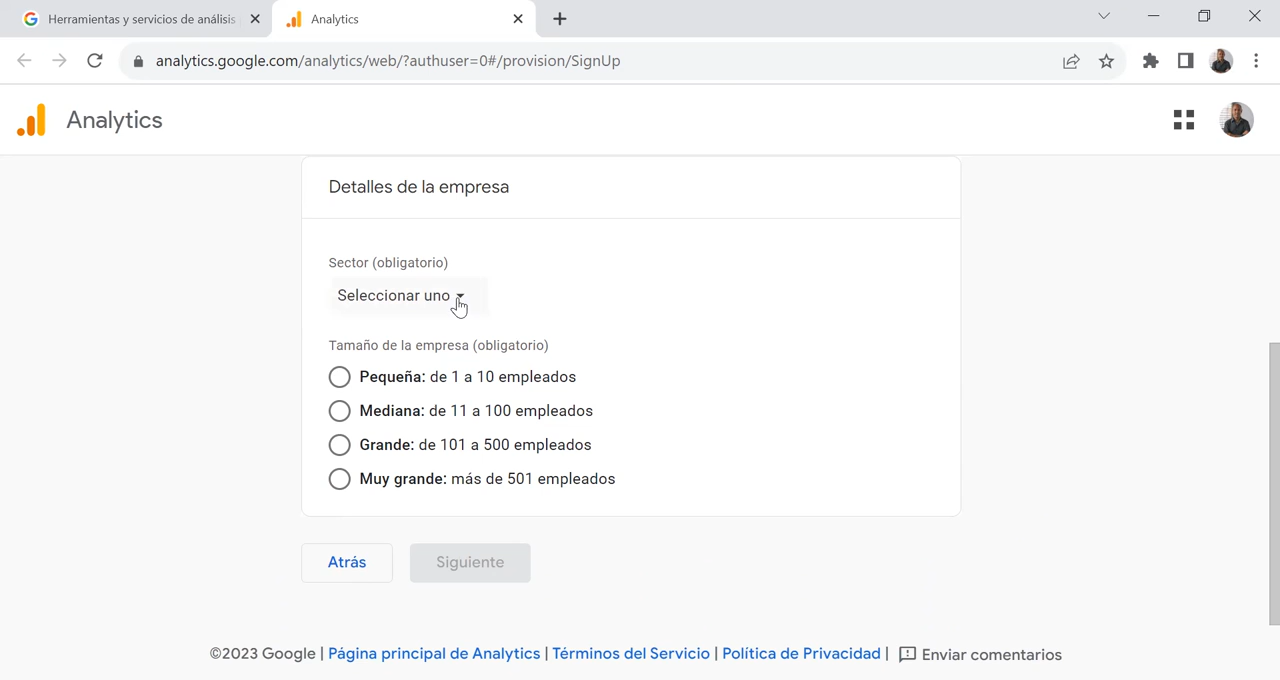 Herramientas y servicios de análisis
Analytics
analytics.google.com/analytics/web/?authuser=0#/provision/SignUp
Analytics
Detalles de la empresa
Sector (obligatorio)
Seleccionar uno
Tamaño de la empresa (obligatorio)
Pequeña: de 1 a 10 empleados
Mediana: de 11 a 100 empleados
Grande: de 101 a 500 empleados
Muy grande: más de 501 empleados
Atrás
Siguiente
©2023 Google | Página principal de Analytics | Términos del Servicio | Política de Privacidad | Enviar comentarios